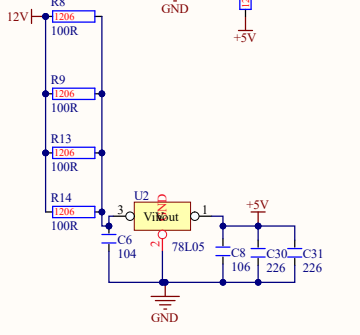 R8
12V
1206
100R
GND
12
+5V
R9
1206
100R
R13
1206
100R
R14
1206
100R
U2
GND
3
Vin
Vout
1
2
78L05
+5V
C6
104
C8
106
C30
226
C31
226
GND